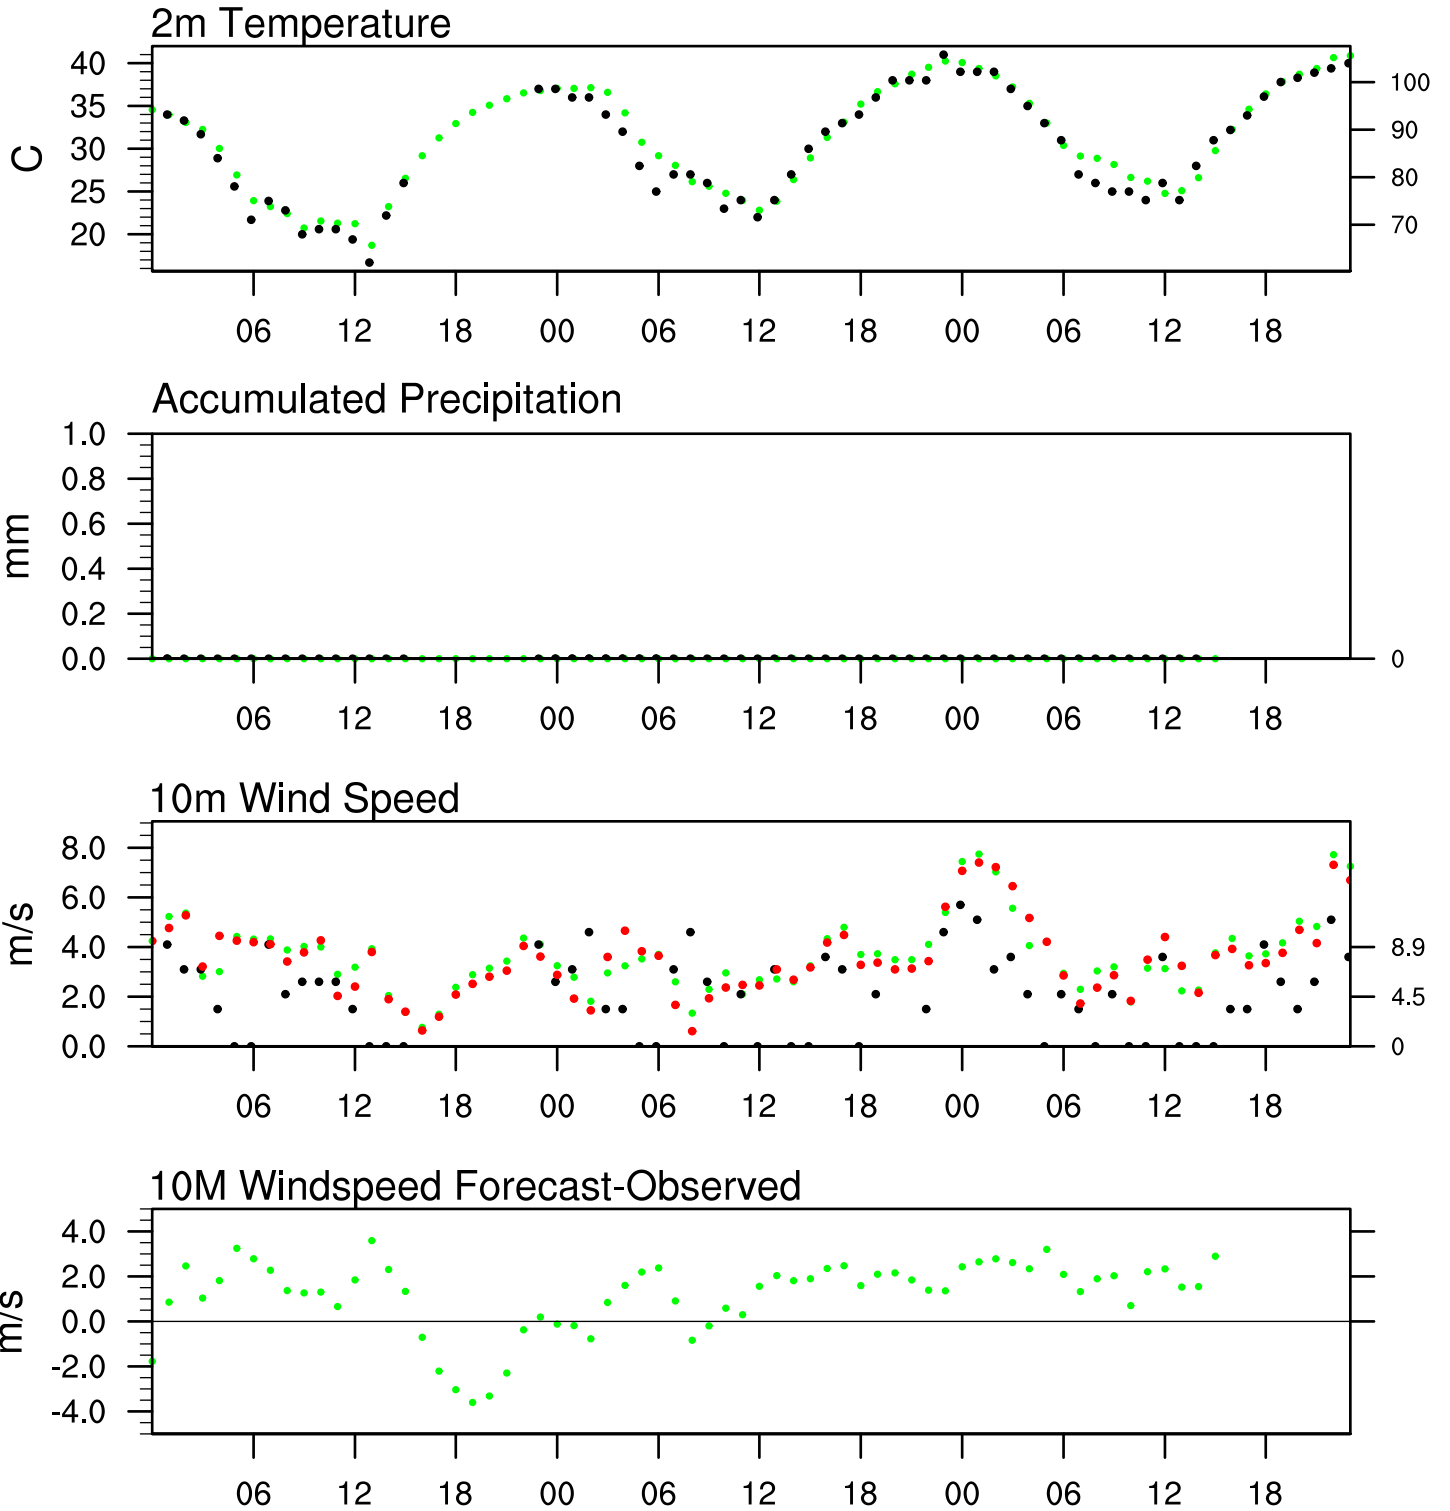 2m Temperature
40
35
30
25
20
C
100
90
80
70
06 12 18 00 06 12 18 00 06 12 18
Accumulated Precipitation
1.0
0.8
0.6
0.4
0.2
0.0
mm
0
06 12 18 00 06 12 18 00 06 12 18
10m Wind Speed
8.0
6.0
4.0
2.0
0.0
m/s
8.9
4.5
0
06 12 18 00 06 12 18 00 06 12 18
10M Windspeed Forecast-Observed
4.0
2.0
0.0
-2.0
-4.0
m/s
06 12 18 00 06 12 18 00 06 12 18